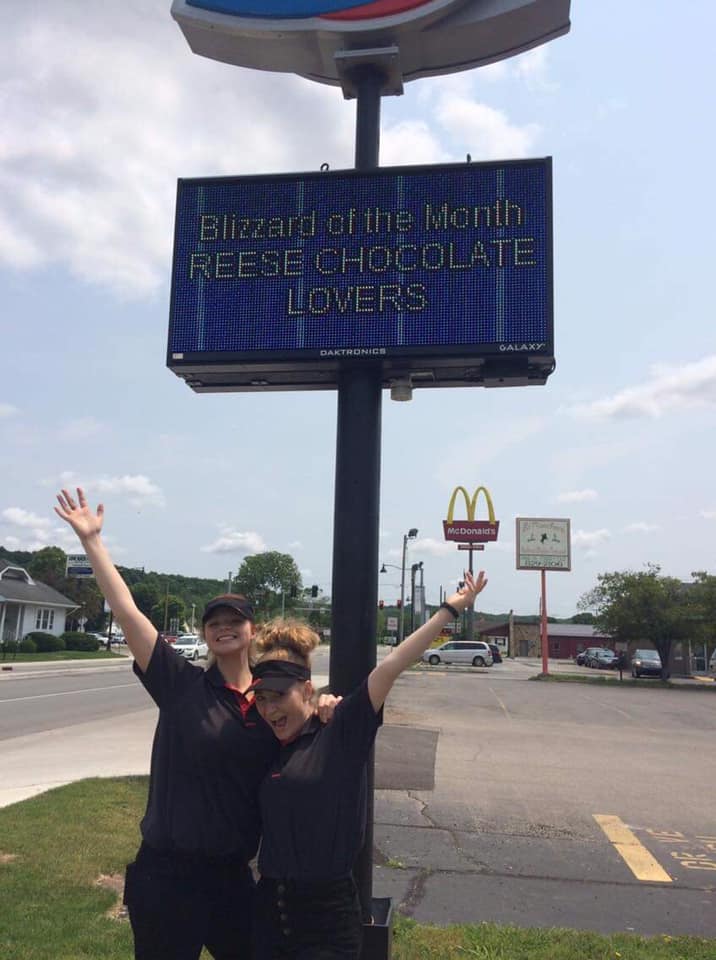 Blizzard of the Month
REESE CHOCOLATE
LOVERS
DAKTRONICS
GALAXY
McDonald's